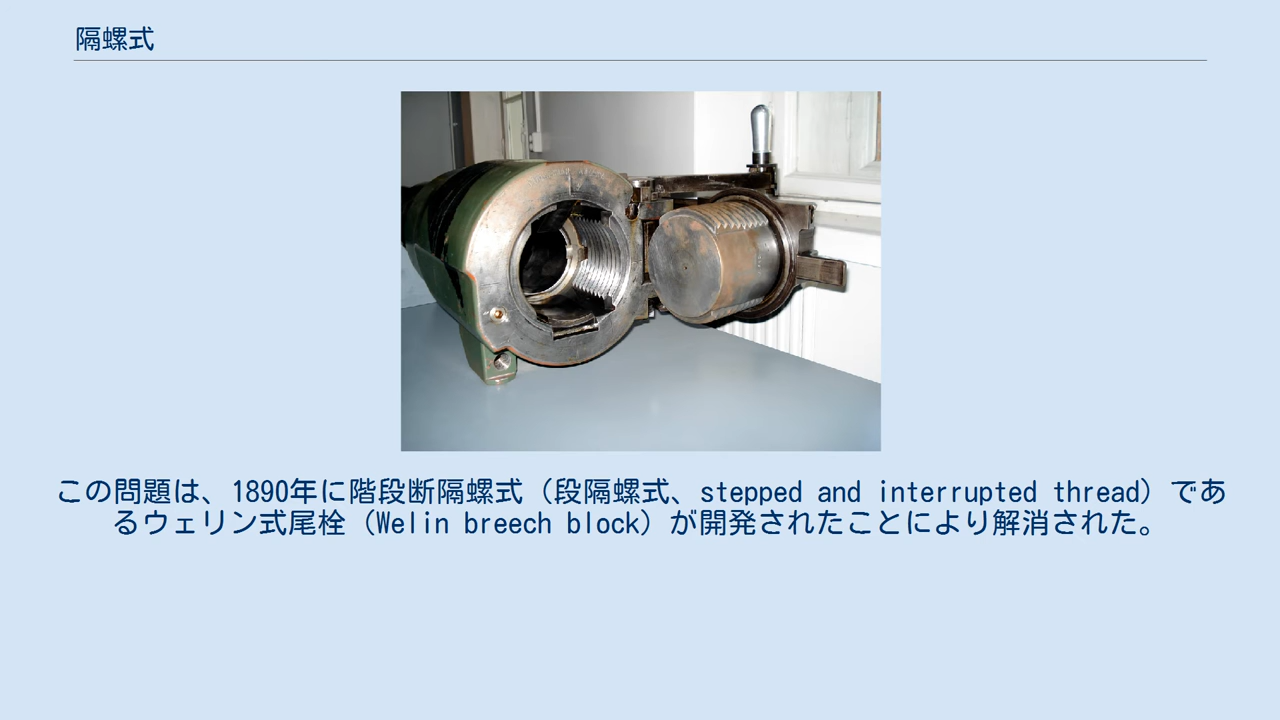 隔螺式
この問題は、1890年に階段断隔螺式（段隔螺式、stepped and interrupted thread）であ
るウェリン式尾栓（Welin breech block）が開発されたことにより解消された。